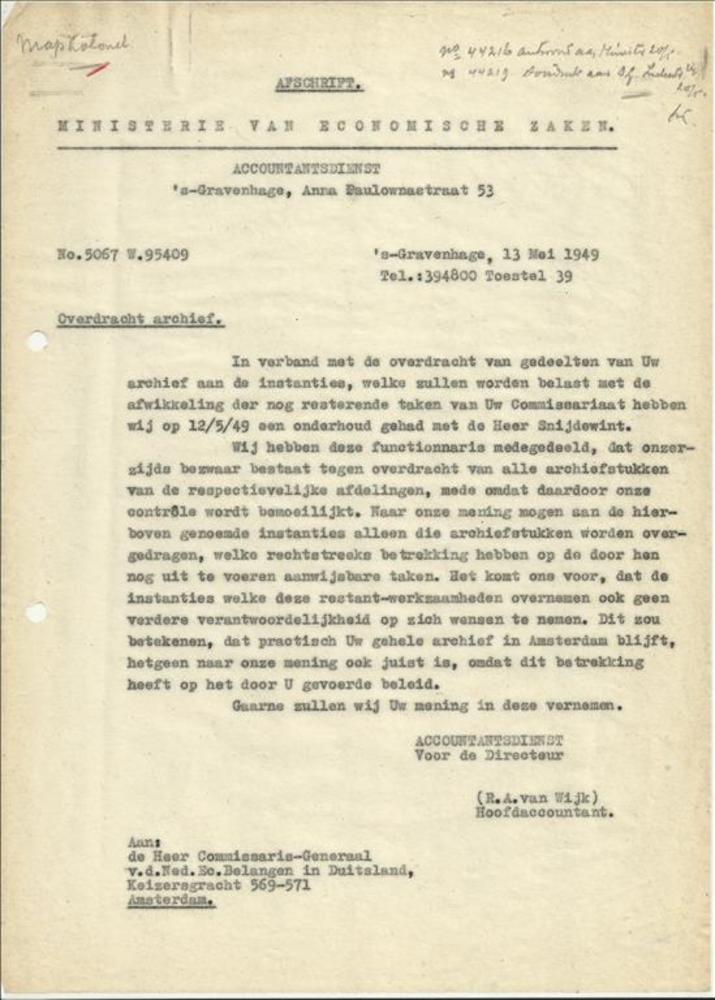 No 44216
No 44219
AFSCHRIFT.
MINISTERIE VAN ECONOMISCHE ZAKEN.
ACCOUNTANTSDIENST
's-Gravenhage, Anna Paulownastraat 53
No.5067 W.95409
's-Gravenhage, 13 Mei 1949
Tel.:394800 Toestel 39
Overdracht archief.
In verband met de overdracht van gedeelten van Uw
archief aan de instanties, welke zullen worden belast met de
afwikkeling der nog resterende taken van Uw Commissariaat hebben
wij op 12/5/49 een onderhoud gehad met de Heer Snijdewint.
Wij hebben deze functionnaris medegedeeld, dat onzer-
zijds bezwaar bestaat tegen overdracht van alle archiefstukken
van de respectievelijke afdelingen, mede omdat daardoor onze
contrôle wordt bemoeilijkt. Naar onze mening mogen aan de hier-
boven genoemde instanties alleen die archiefstukken worden over-
gedragen, welke rechtstreeks betrekking hebben op de door hen
nog uit te voeren aanwijsbare taken. Het komt ons voor, dat de
instanties welke deze restant-werkzaamheden overnemen ook geen
verdere verantwoordelijkheid op zich wensen te nemen. Dit zou
betekenen, dat practisch Uw gehele archief in Amsterdam blijft,
hetgeen naar onze mening ook juist is, omdat dit betrekking
heeft op het door U gevoerde beleid.
Gaarne zullen wij Uw mening in deze vernemen.
ACCOUNTANTSDIENST
Voor de Directeur
(R.A.van Wijk)
Hoofdaccountant.
Aan:
de Heer Commissaris-Generaal
v.d.Ned.Ec.Belangen in Duitsland,
Keizersgracht 569-571
Amsterdam.